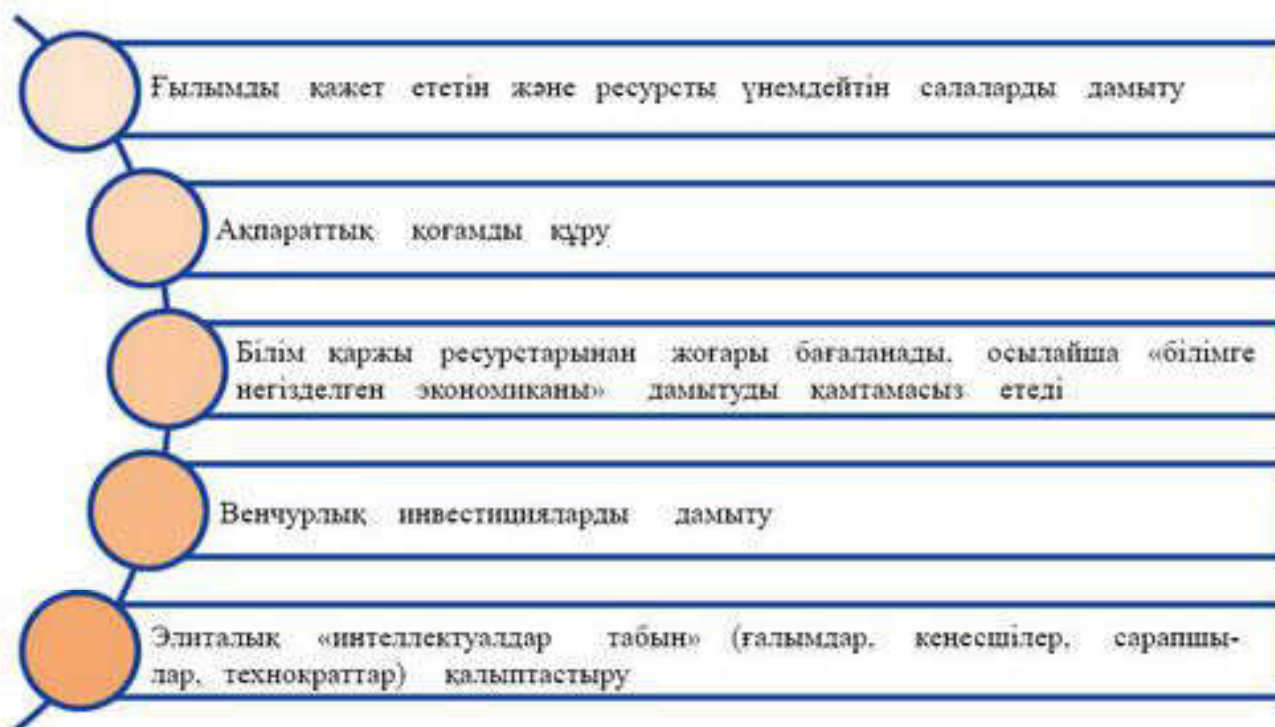 Ғылымды қажет ететін және ресурсты үнемдейтін салаларды дамыту
Ақпараттық қоғамды құру
Білім қаржы ресурстарынан жоғары бағаланады, осылайша «білімге
негізделген экономиканы» дамытуды қамтамасыз етеді
Венчурлық инвестицияларды дамыту
Элиталық «интеллектуалдар табын» (ғалымдар, кеңесшілер, сарапшы-
лар, технократтар) қалыптастыру